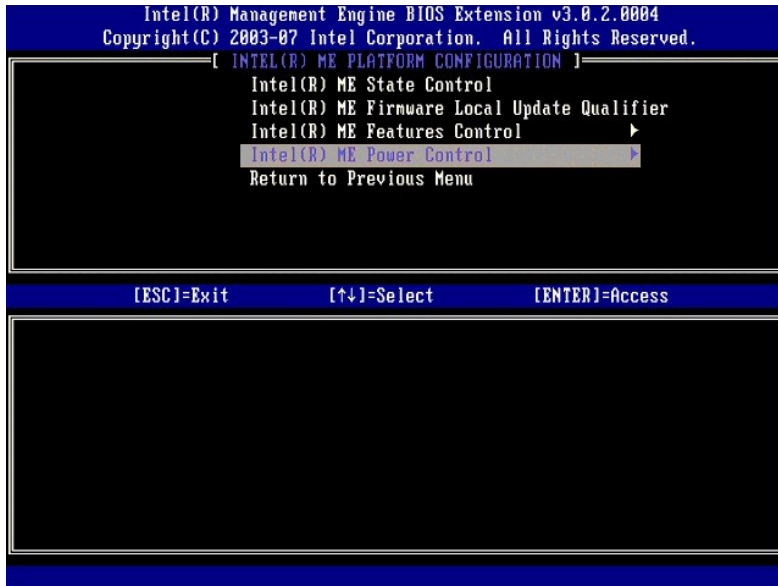 Intel(R) Management Engine BIOS Extension v3.0.2.0004
Copyright(C) 2003-07 Intel Corporation. All Rights Reserved.
[ INTEL(R) ME PLATFORM CONFIGURATION ]
Intel(R) ME State Control
Intel(R) ME Firmware Local Update Qualifier
Intel(R) ME Features Control ►
Intel(R) ME Power Control ►
Return to Previous Menu
[ESC]=Exit [↑↓]=Select [ENTER]=Access